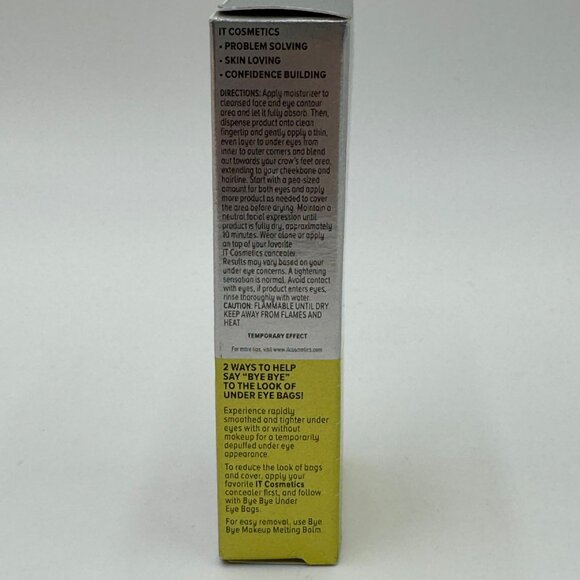 IT COSMETICS
• PROBLEM SOLVING
• SKIN LOVING
• CONFIDENCE BUILDING
DIRECTIONS: Apply moisturizer to
cleansed face and eye contour
area and let it fully absorb. Then,
dispense product onto clean
fingertip and gently apply a thin,
even layer to under eyes from
inner to outer corners and blend
out towards your crow's feet area,
extending to your cheekbone and
hairline. Start with a pea-sized
amount for both eyes and apply
more product as needed to cover
the area before drying. Maintain a
neutral facial expression until
product is fully dry, approximately
10 minutes. Wear alone or apply
on top of your favorite
IT Cosmetics concealer.
Results may vary based on your
under eye concerns. A tightening
sensation is normal. Avoid contact
with eyes, if product enters eyes,
rinse thoroughly with water.
CAUTION: FLAMMABLE UNTIL DRY.
KEEP AWAY FROM FLAMES AND
HEAT
TEMPORARY EFFECT
For more tips, visit www.itcosmetics.com
2 WAYS TO HELP
SAY "BYE BYE"
TO THE LOOK OF
UNDER EYE BAGS!
Experience rapidly
smoothed and tighter under
eyes with or without
makeup for a temporarily
depuffed under eye
appearance.
To reduce the look of bags
and cover, apply your
favorite IT Cosmetics
concealer first, and follow
with Bye Bye Under
Eye Bags.
For easy removal, use Bye
Bye Makeup Melting Balm.